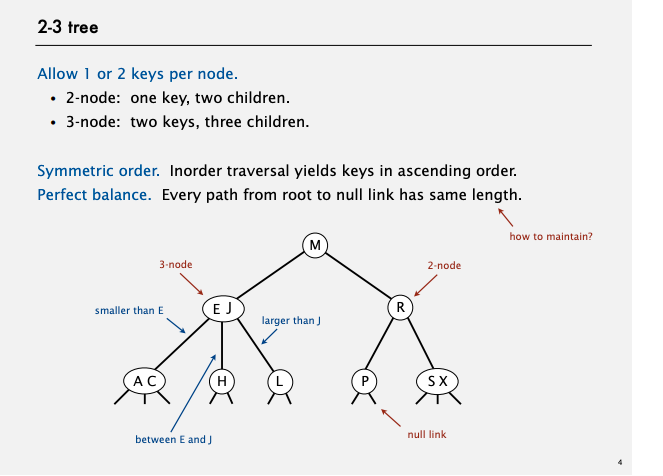 2-3 tree
Allow 1 or 2 keys per node.
• 2-node: one key, two children.
• 3-node: two keys, three children.
Symmetric order. Inorder traversal yields keys in ascending order.
Perfect balance. Every path from root to null link has same length.
how to maintain?
M
3-node
2-node
E J
R
smaller than E
larger than J
A C
H
L
P
S X
between E and J
null link
4